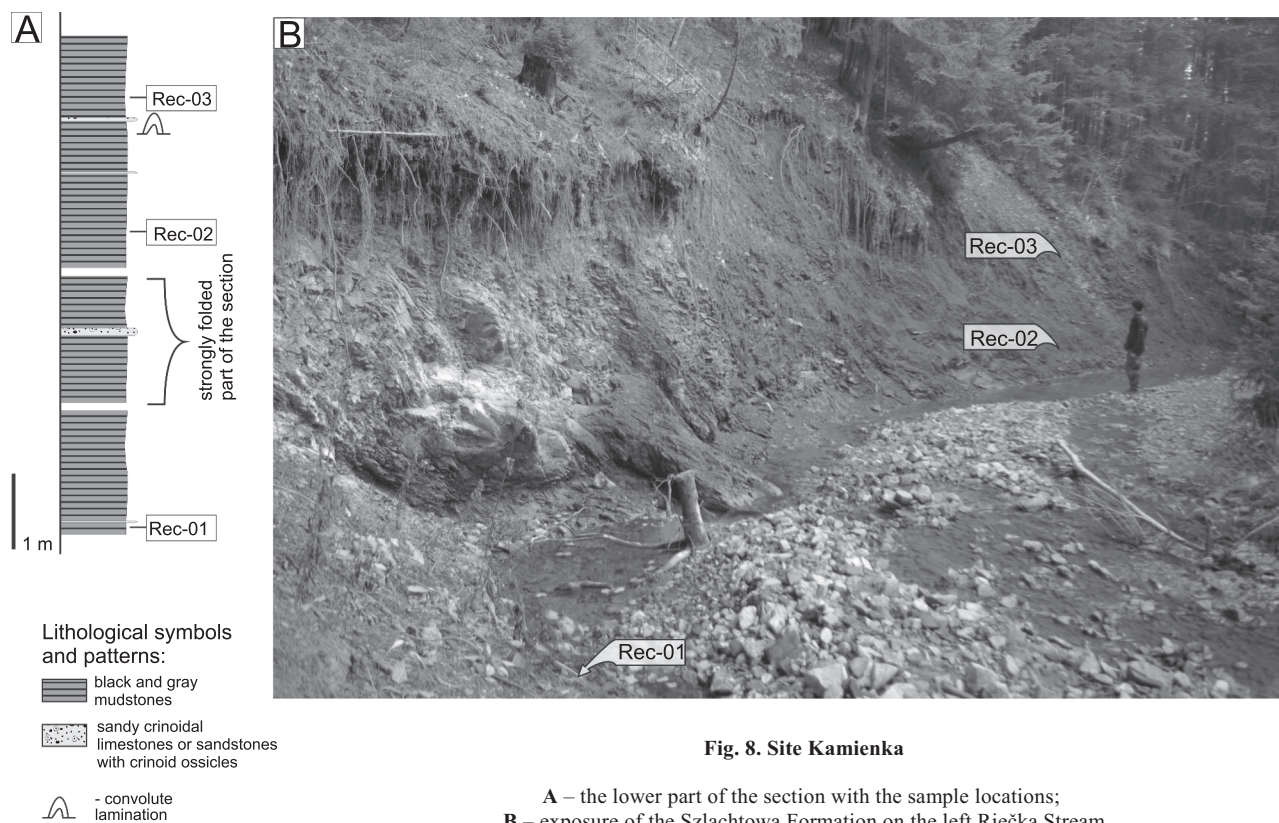 A
B
Rec-03
Rec-02
strongly folded
part of the section
Rec-01
1 m
Rec-03
Rec-02
Rec-01
Lithological symbols
and patterns:
black and gray
mudstones
sandy crinoidal
limestones or sandstones
with crinoid ossicles
- convolute
lamination
Fig. 8. Site Kamienka
A – the lower part of the section with the sample locations;
B – exposure of the Szlachtowa Formation on the left Riečka Stream